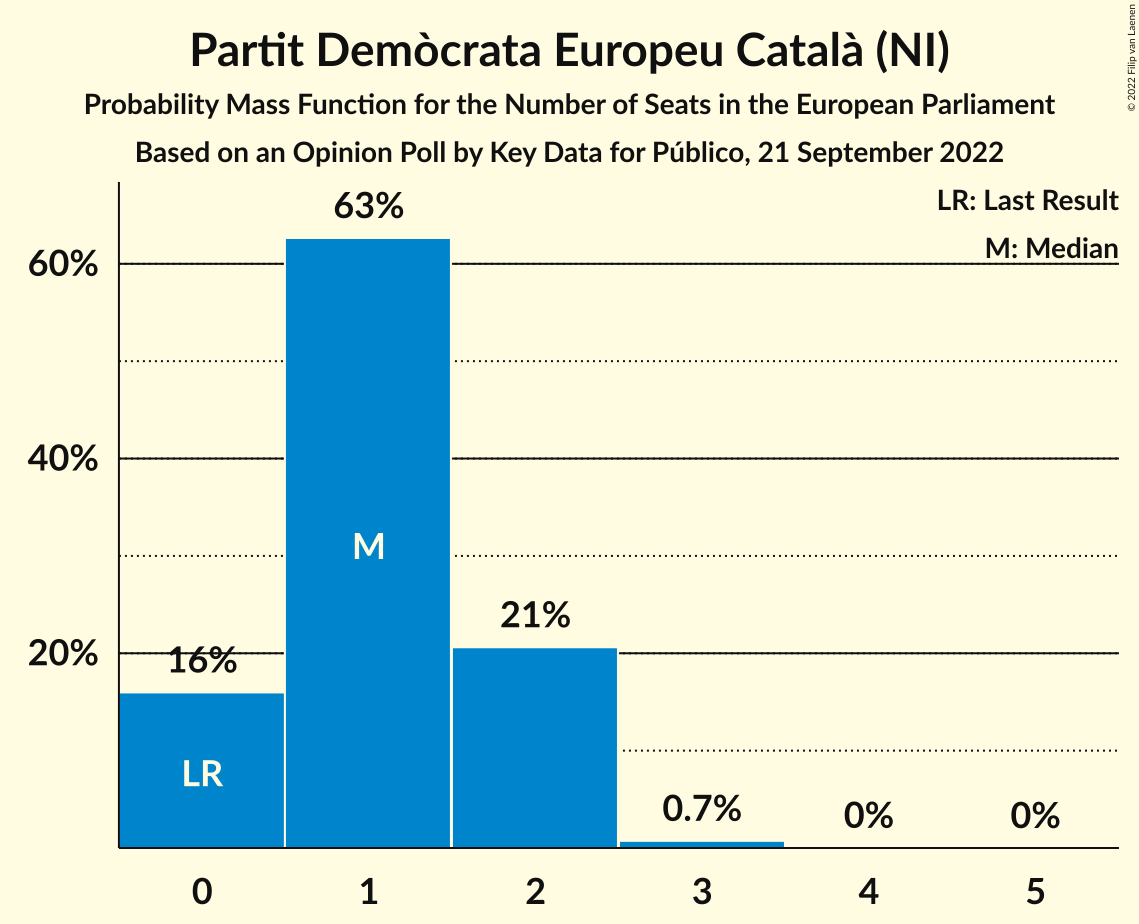 Partit Demòcrata Europeu Català (NI)
Probability Mass Function for the Number of Seats in the European Parliament
Based on an Opinion Poll by Key Data for Público, 21 September 2022
© 2022 Filip van Laenen
LR: Last Result
M: Median
63%
60%
40%
M
21%
20%
16%
LR
0.7%
0%
0%
0
1
2
3
4
5